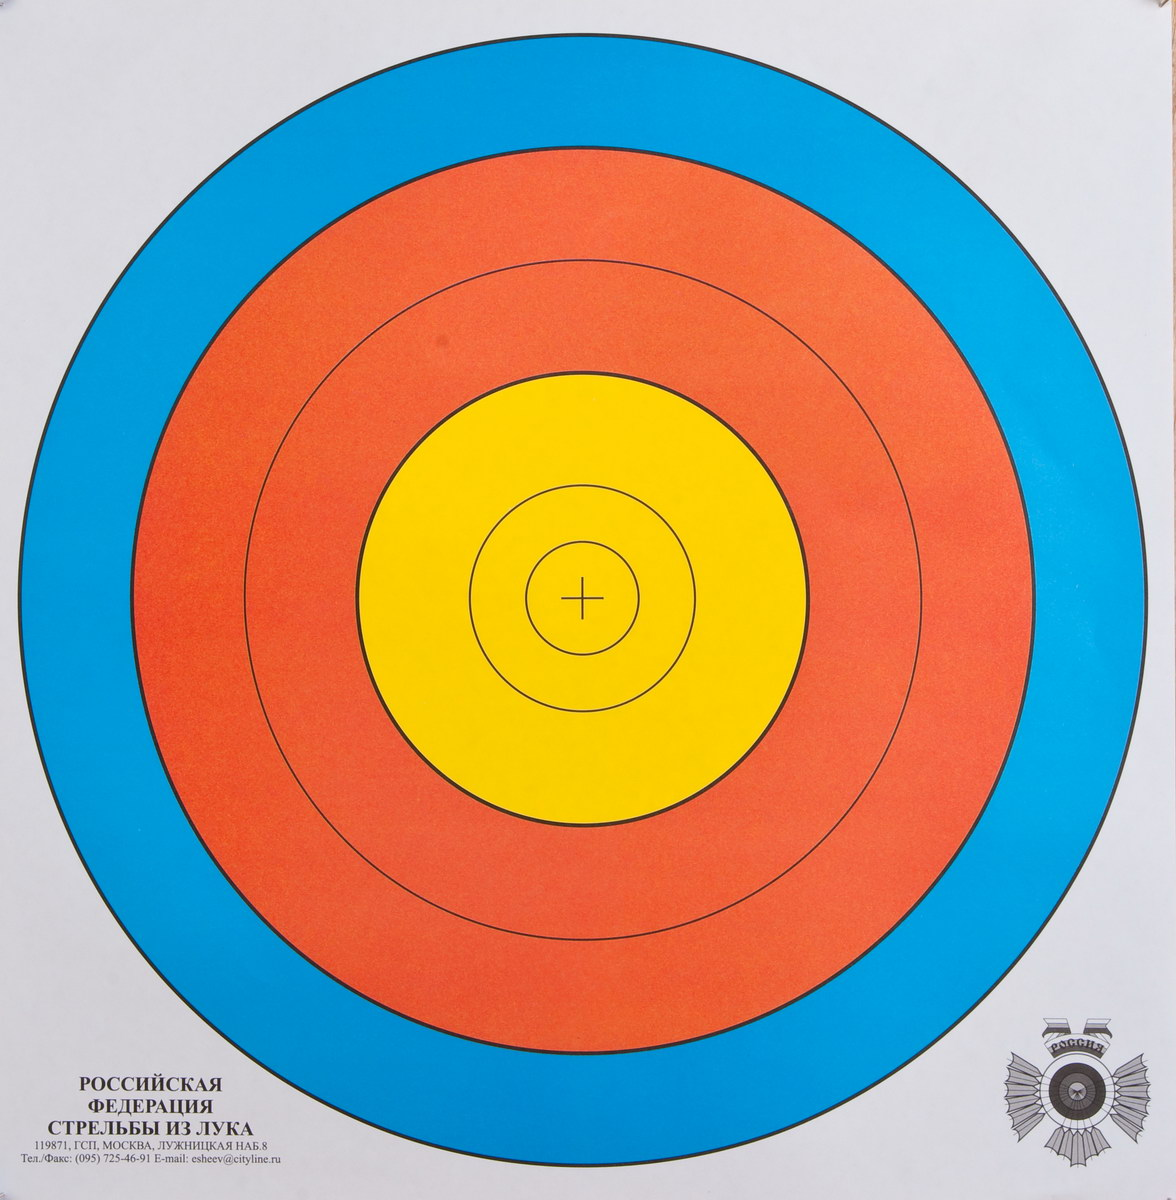 РОССИЙСКАЯ
ФЕДЕРАЦИЯ
СТРЕЛЬБЫ ИЗ ЛУКА
119871, ГСП, МОСКВА, ЛУЖНИЦКАЯ НАБ.8
Тел./Факс: (095) 725-46-91 E-mail: esheev@cityline.ru
РОССИЯ